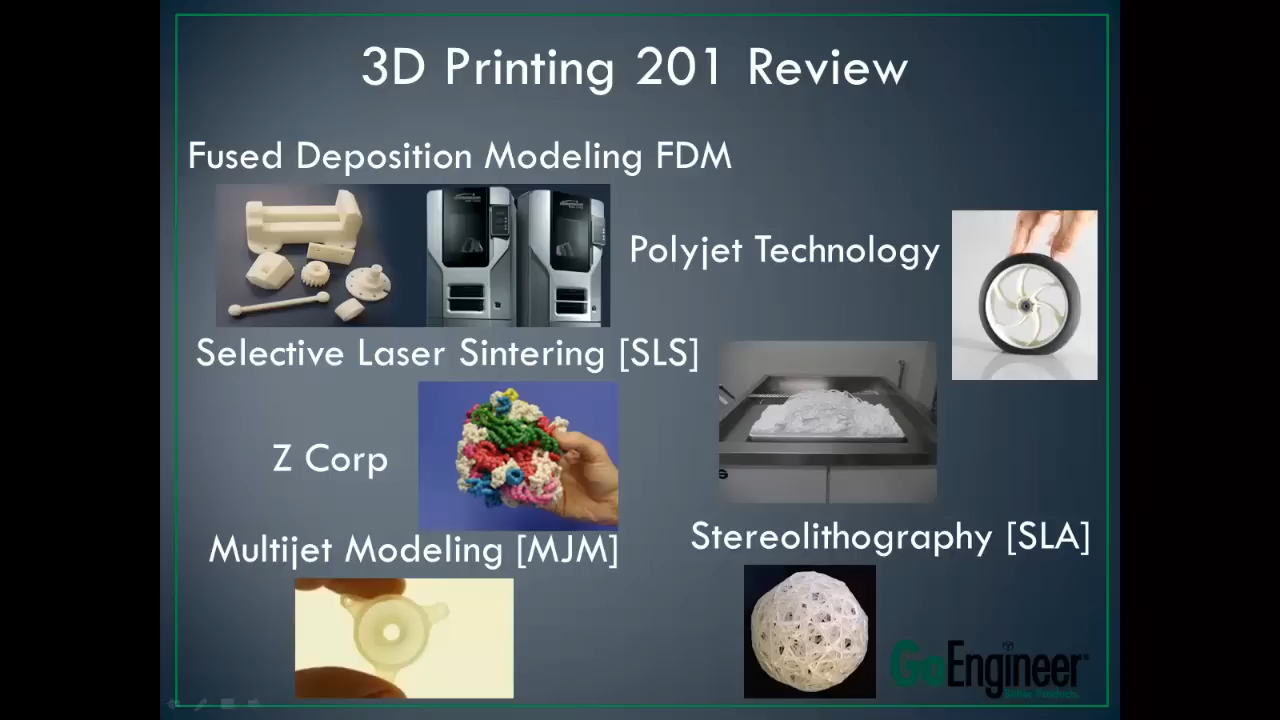 3D Printing 201 Review
Fused Deposition Modeling FDM
Polyjet Technology
Selective Laser Sintering [SLS]
Z Corp
Multijet Modeling [MJM]
Stereolithography [SLA]
GoEngineer